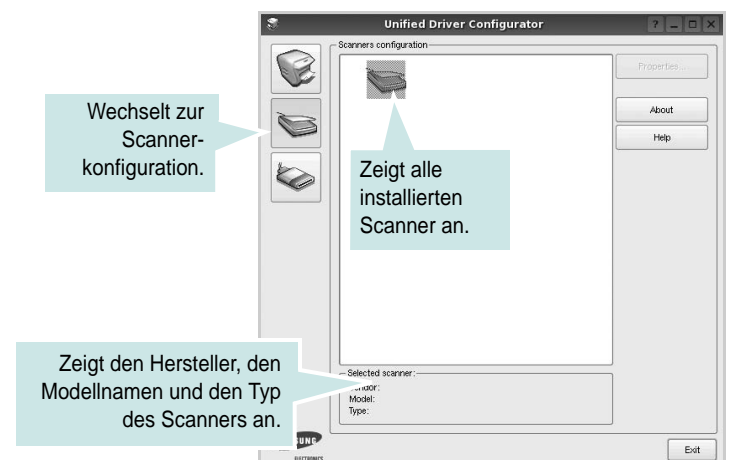 Unified Driver Configurator
Scanners configuration
Properties...
About
Help
Wechselt zur
Scanner-
konfiguration.
Zeigt alle
installierten
Scanner an.
Zeigt den Hersteller, den
Modellnamen und den Typ
des Scanners an.
Selected scanner:
Model:
Type:
ELECTRONICS
Exit